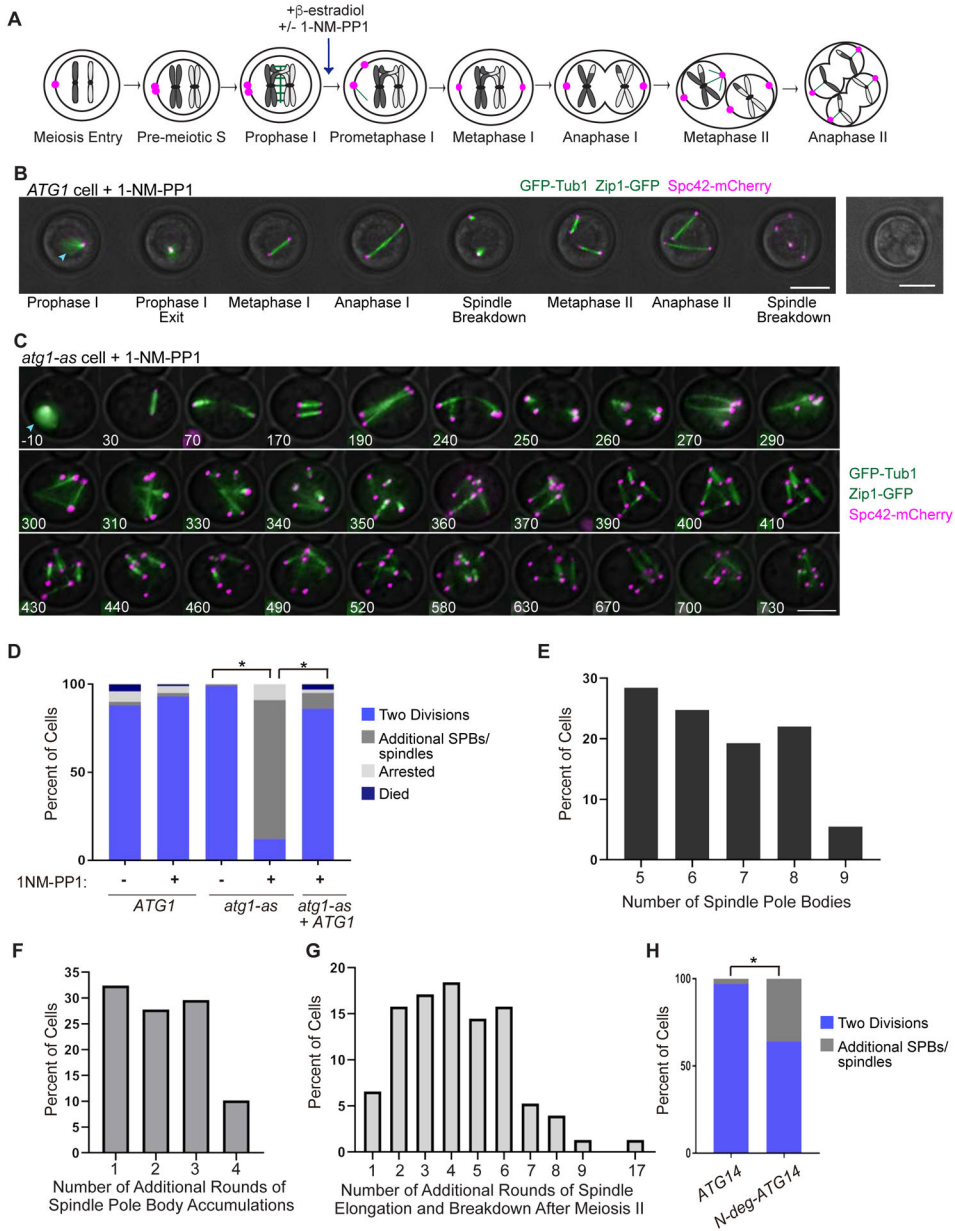 A
+β-estradiol
+/- 1-NM-PP1
Meiosis Entry
Pre-meiotic S
Prophase I
Prometaphase I
Metaphase I
Anaphase I
Metaphase II
Anaphase II
B
ATG1 cell + 1-NM-PP1
GFP-Tub1 Zip1-GFP Spc42-mCherry
Prophase I
Prophase I
Exit
Metaphase I
Anaphase I
Spindle
Breakdown
Metaphase II
Anaphase II
Spindle
Breakdown
C
atg1-as cell + 1-NM-PP1
-10 30 70 170 190 240 250 260 270 290
300 310 330 340 350 360 370 390 400 410
430 440 460 490 520 580 630 670 700 730
GFP-Tub1
Zip1-GFP
Spc42-mCherry
D
Percent of Cells
100
50
0
* *
Two Divisions
Additional SPBs/
spindles
Arrested
Died
1NM-PP1: - + - + +
ATG1
atg1-as
atg1-as
+ ATG1
E
Percent of Cells
30
20
10
0
5 6 7 8 9
Number of Spindle Pole Bodies
F
Percent of Cells
35
30
25
20
15
10
5
0
1 2 3 4
Number of Additional Rounds of
Spindle Pole Body Accumulations
G
Percent of Cells
20
15
10
5
0
1 2 3 4 5 6 7 8 9 17
Number of Additional Rounds of Spindle
Elongation and Breakdown After Meiosis II
H
Percent of Cells
100
50
0
*
Two Divisions
Additional SPBs/
spindles
ATG14
N-deg-ATG14